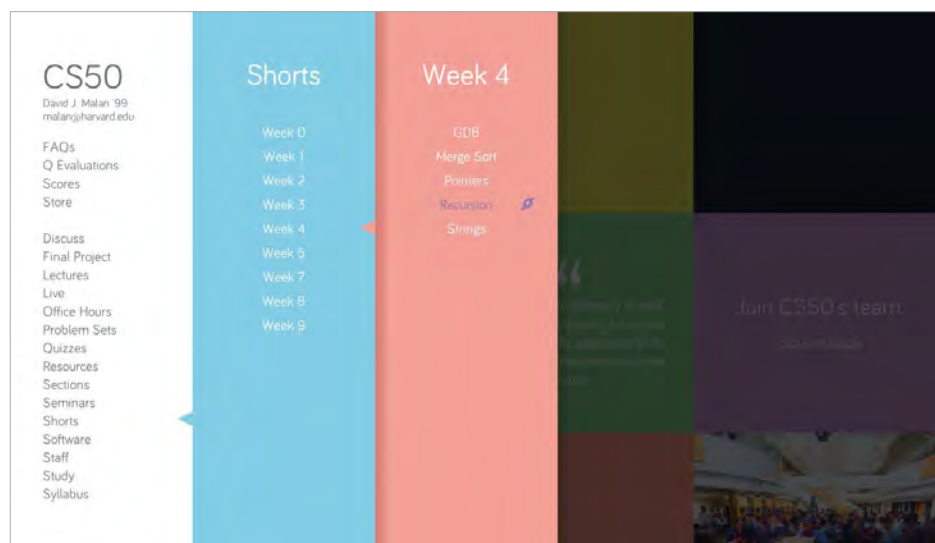 CS50
David J. Malan '99
malan@harvard.edu
FAQs
Q Evaluations
Scores
Store
Discuss
Final Project
Lectures
Live
Office Hours
Problem Sets
Quizzes
Resources
Sections
Seminars
Shorts
Software
Staff
Study
Syllabus
Shorts
Week 0
Week 1
Week 2
Week 3
Week 4
Week 5
Week 7
Week 8
Week 9
Week 4
GDB
Merge Sort
Pointers
Recursion
Strings
“
Join CS50's team.